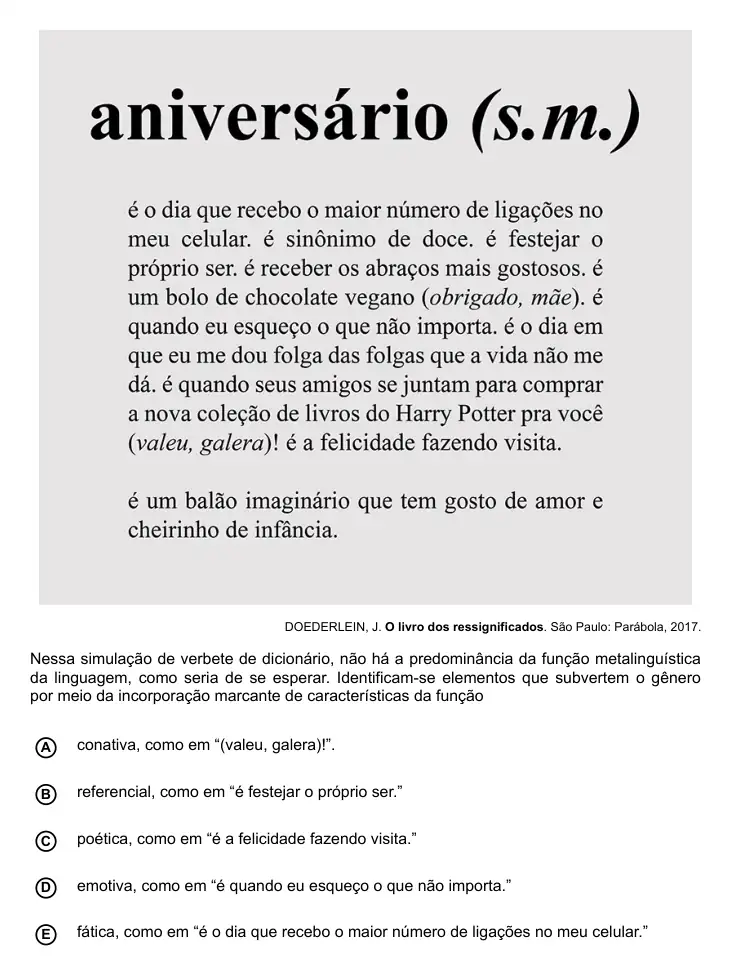 aniversário (s.m.)
é o dia que recebo o maior número de ligações no
meu celular. é sinônimo de doce. é festejar o
próprio ser. é receber os abraços mais gostosos. é
um bolo de chocolate vegano (obrigado, mãe). é
quando eu esqueço o que não importa. é o dia em
que eu me dou folga das folgas que a vida não me
dá. é quando seus amigos se juntam para comprar
a nova coleção de livros do Harry Potter pra você
(valeu, galera)! é a felicidade fazendo visita.
é um balão imaginário que tem gosto de amor e
cheirinho de infância.
DOEDERLEIN, J. O livro dos ressignificados. São Paulo: Parábola, 2017.
Nessa simulação de verbete de dicionário, não há a predominância da função metalinguística
da linguagem, como seria de se esperar. Identificam-se elementos que subvertem o gênero
por meio da incorporação marcante de características da função
A conativa, como em “(valeu, galera)!”.
B referencial, como em “é festejar o próprio ser.”
C poética, como em “é a felicidade fazendo visita.”
D emotiva, como em “é quando eu esqueço o que não importa.”
E fática, como em “é o dia que recebo o maior número de ligações no meu celular.”